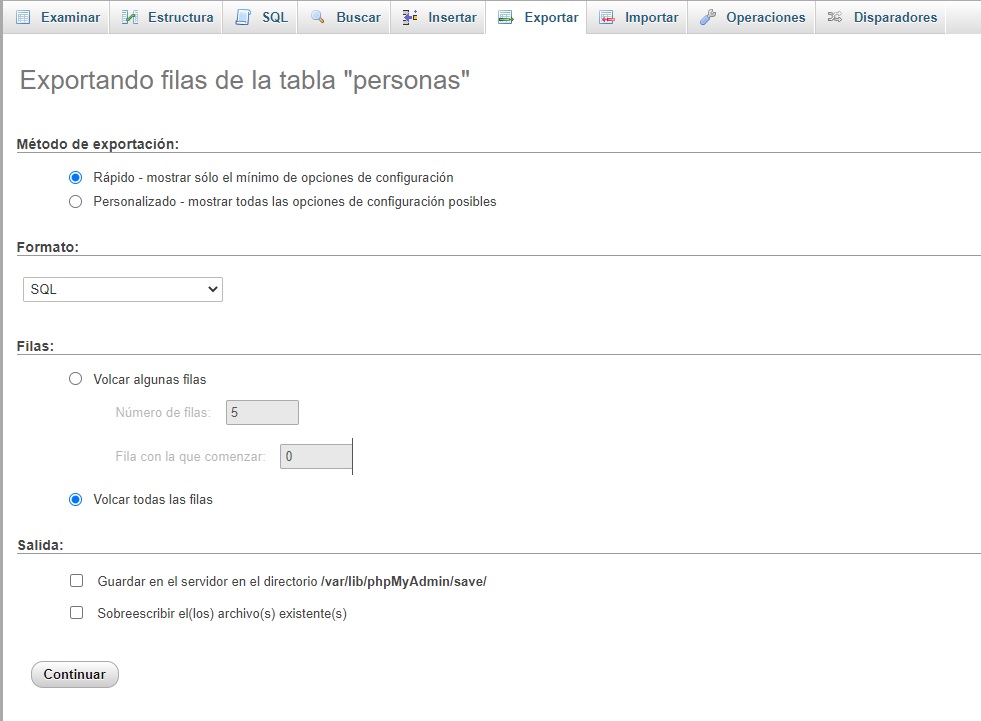 Examinar Estructura SQL Buscar Insertar Exportar Importar Operaciones Disparadores
Exportando filas de la tabla "personas"
Método de exportación:
Rápido - mostrar sólo el mínimo de opciones de configuración
Personalizado - mostrar todas las opciones de configuración posibles
Formato:
SQL
Filas:
Volcar algunas filas
Número de filas: 5
Fila con la que comenzar: 0
Volcar todas las filas
Salida:
Guardar en el servidor en el directorio /var/lib/phpMyAdmin/save/
Sobreescribir el(los) archivo(s) existente(s)
Continuar